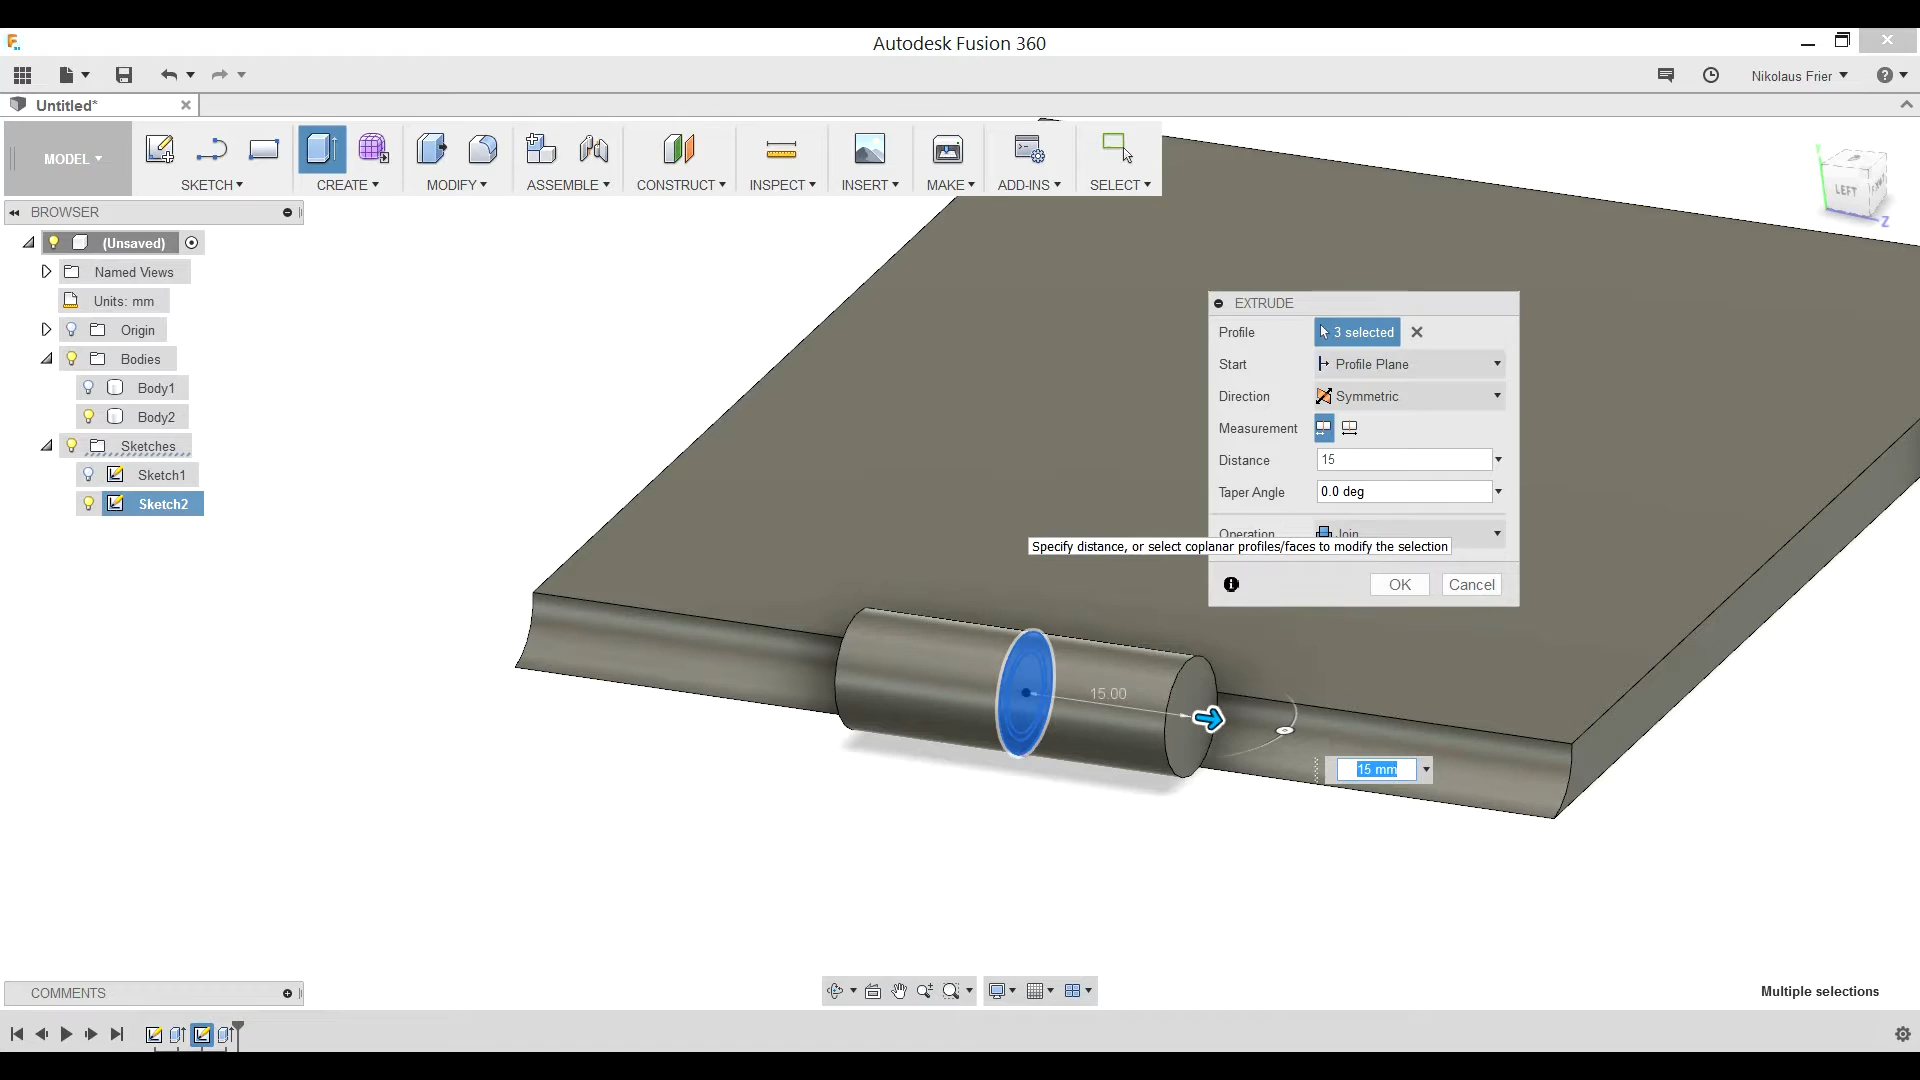 Autodesk Fusion 360
Nikolaus Frier
Untitled*
MODEL
SKETCH
CREATE
MODIFY
ASSEMBLE
CONSTRUCT
INSPECT
INSERT
MAKE
ADD-INS
SELECT
LEFT
Y
Z
BROWSER
(Unsaved)
Named Views
Units: mm
Origin
Bodies
Body1
Body2
Sketches
Sketch1
Sketch2
EXTRUDE
Profile 3 selected
Start Profile Plane
Direction Symmetric
Measurement
Distance 15
Taper Angle 0.0 deg
Operation Join
Specify distance, or select coplanar profiles/faces to modify the selection
OK Cancel
15.00
15 mm
COMMENTS
Multiple selections